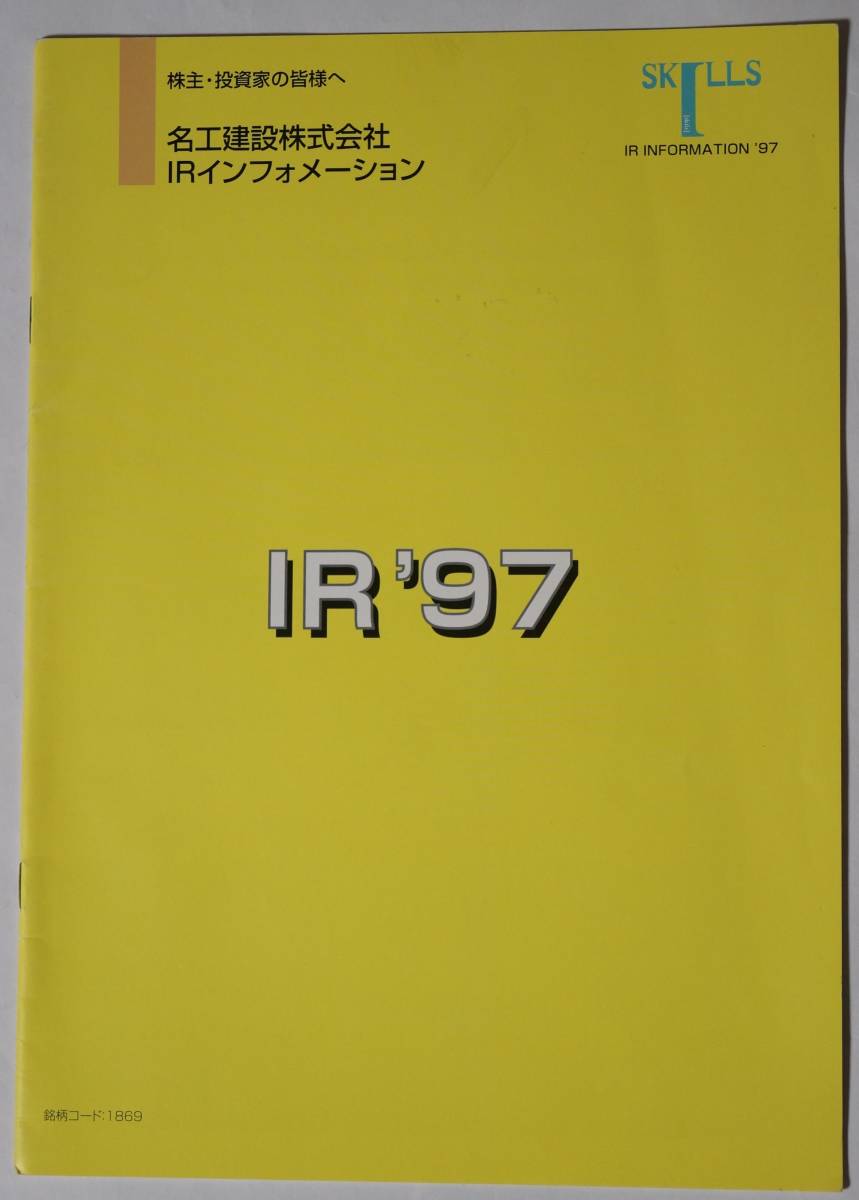 株主・投資家の皆様へ
名工建設株式会社
IRインフォメーション
SKILLS
IR INFORMATION '97
IR '97
銘柄コード:1869